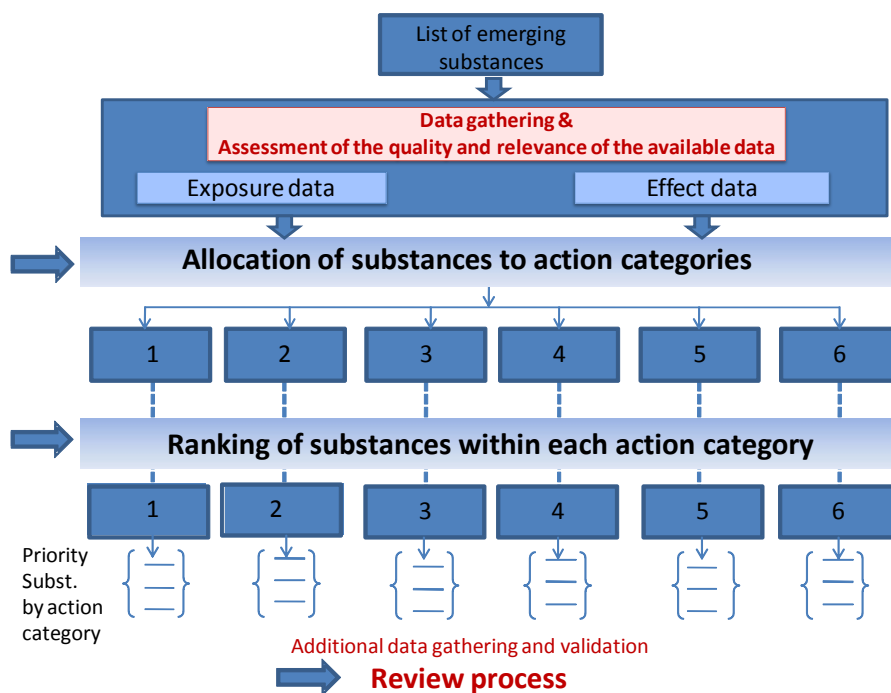 List of emerging
substances
Data gathering &
Assessment of the quality and relevance of the available data
Exposure data
Effect data
Allocation of substances to action categories
1 2 3 4 5 6
Ranking of substances within each action category
1 2 3 4 5 6
Priority
Subst.
by action
category
Additional data gathering and validation
Review process